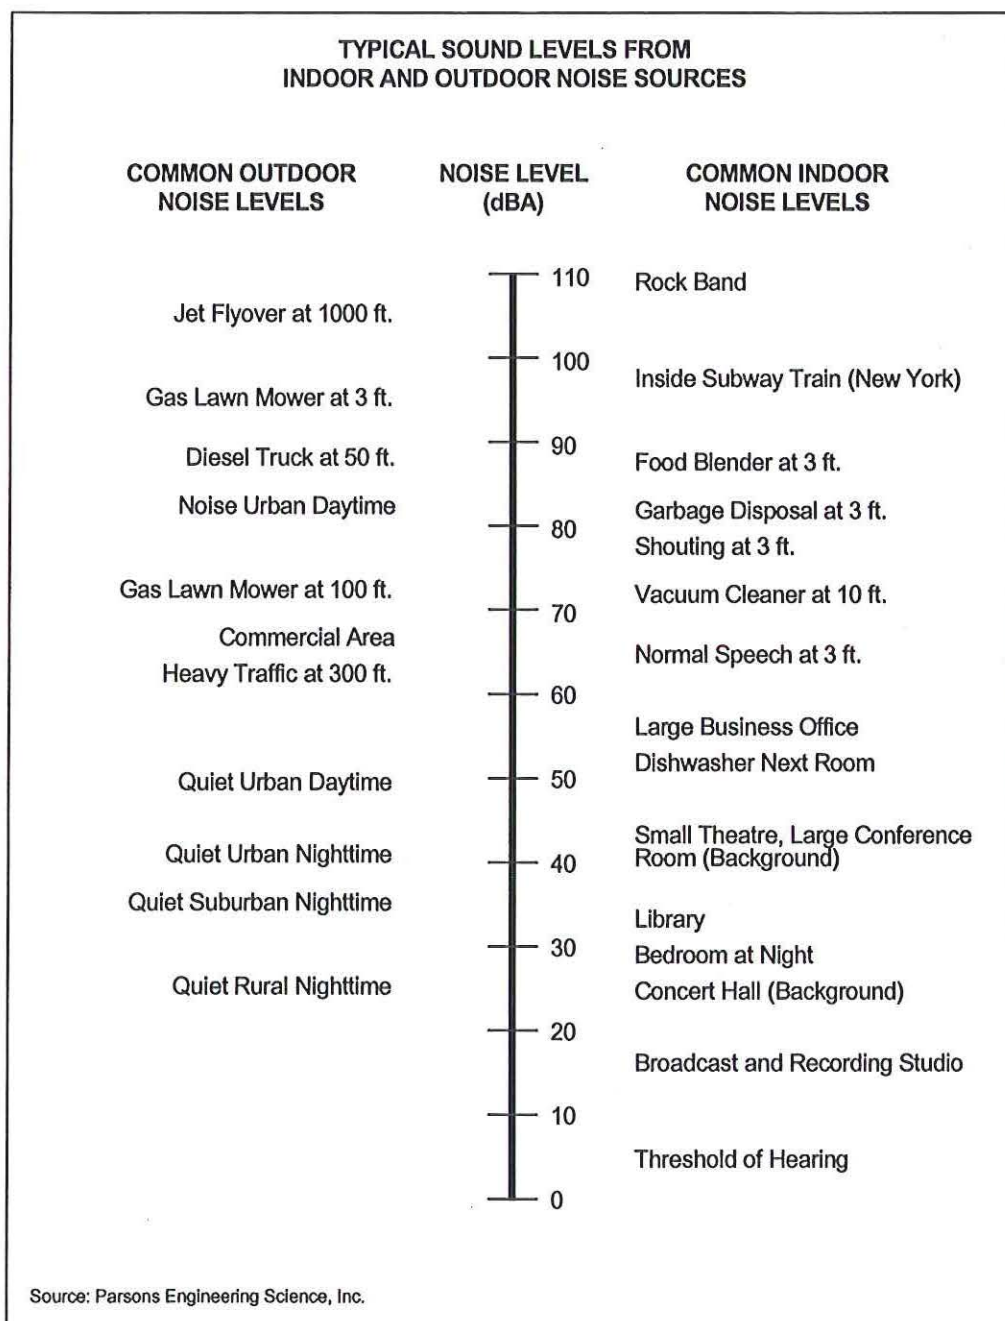 TYPICAL SOUND LEVELS FROM
INDOOR AND OUTDOOR NOISE SOURCES
COMMON OUTDOOR
NOISE LEVELS
NOISE LEVEL
(dBA)
COMMON INDOOR
NOISE LEVELS
110
Rock Band
Jet Flyover at 1000 ft.
100
Inside Subway Train (New York)
Gas Lawn Mower at 3 ft.
90
Diesel Truck at 50 ft.
Food Blender at 3 ft.
Noise Urban Daytime
Garbage Disposal at 3 ft.
80
Shouting at 3 ft.
Gas Lawn Mower at 100 ft.
Vacuum Cleaner at 10 ft.
70
Commercial Area
Normal Speech at 3 ft.
Heavy Traffic at 300 ft.
60
Large Business Office
Dishwasher Next Room
Quiet Urban Daytime
50
Small Theatre, Large Conference
Room (Background)
Quiet Urban Nighttime
40
Quiet Suburban Nighttime
Library
30
Bedroom at Night
Quiet Rural Nighttime
Concert Hall (Background)
20
Broadcast and Recording Studio
10
Threshold of Hearing
0
Source: Parsons Engineering Science, Inc.